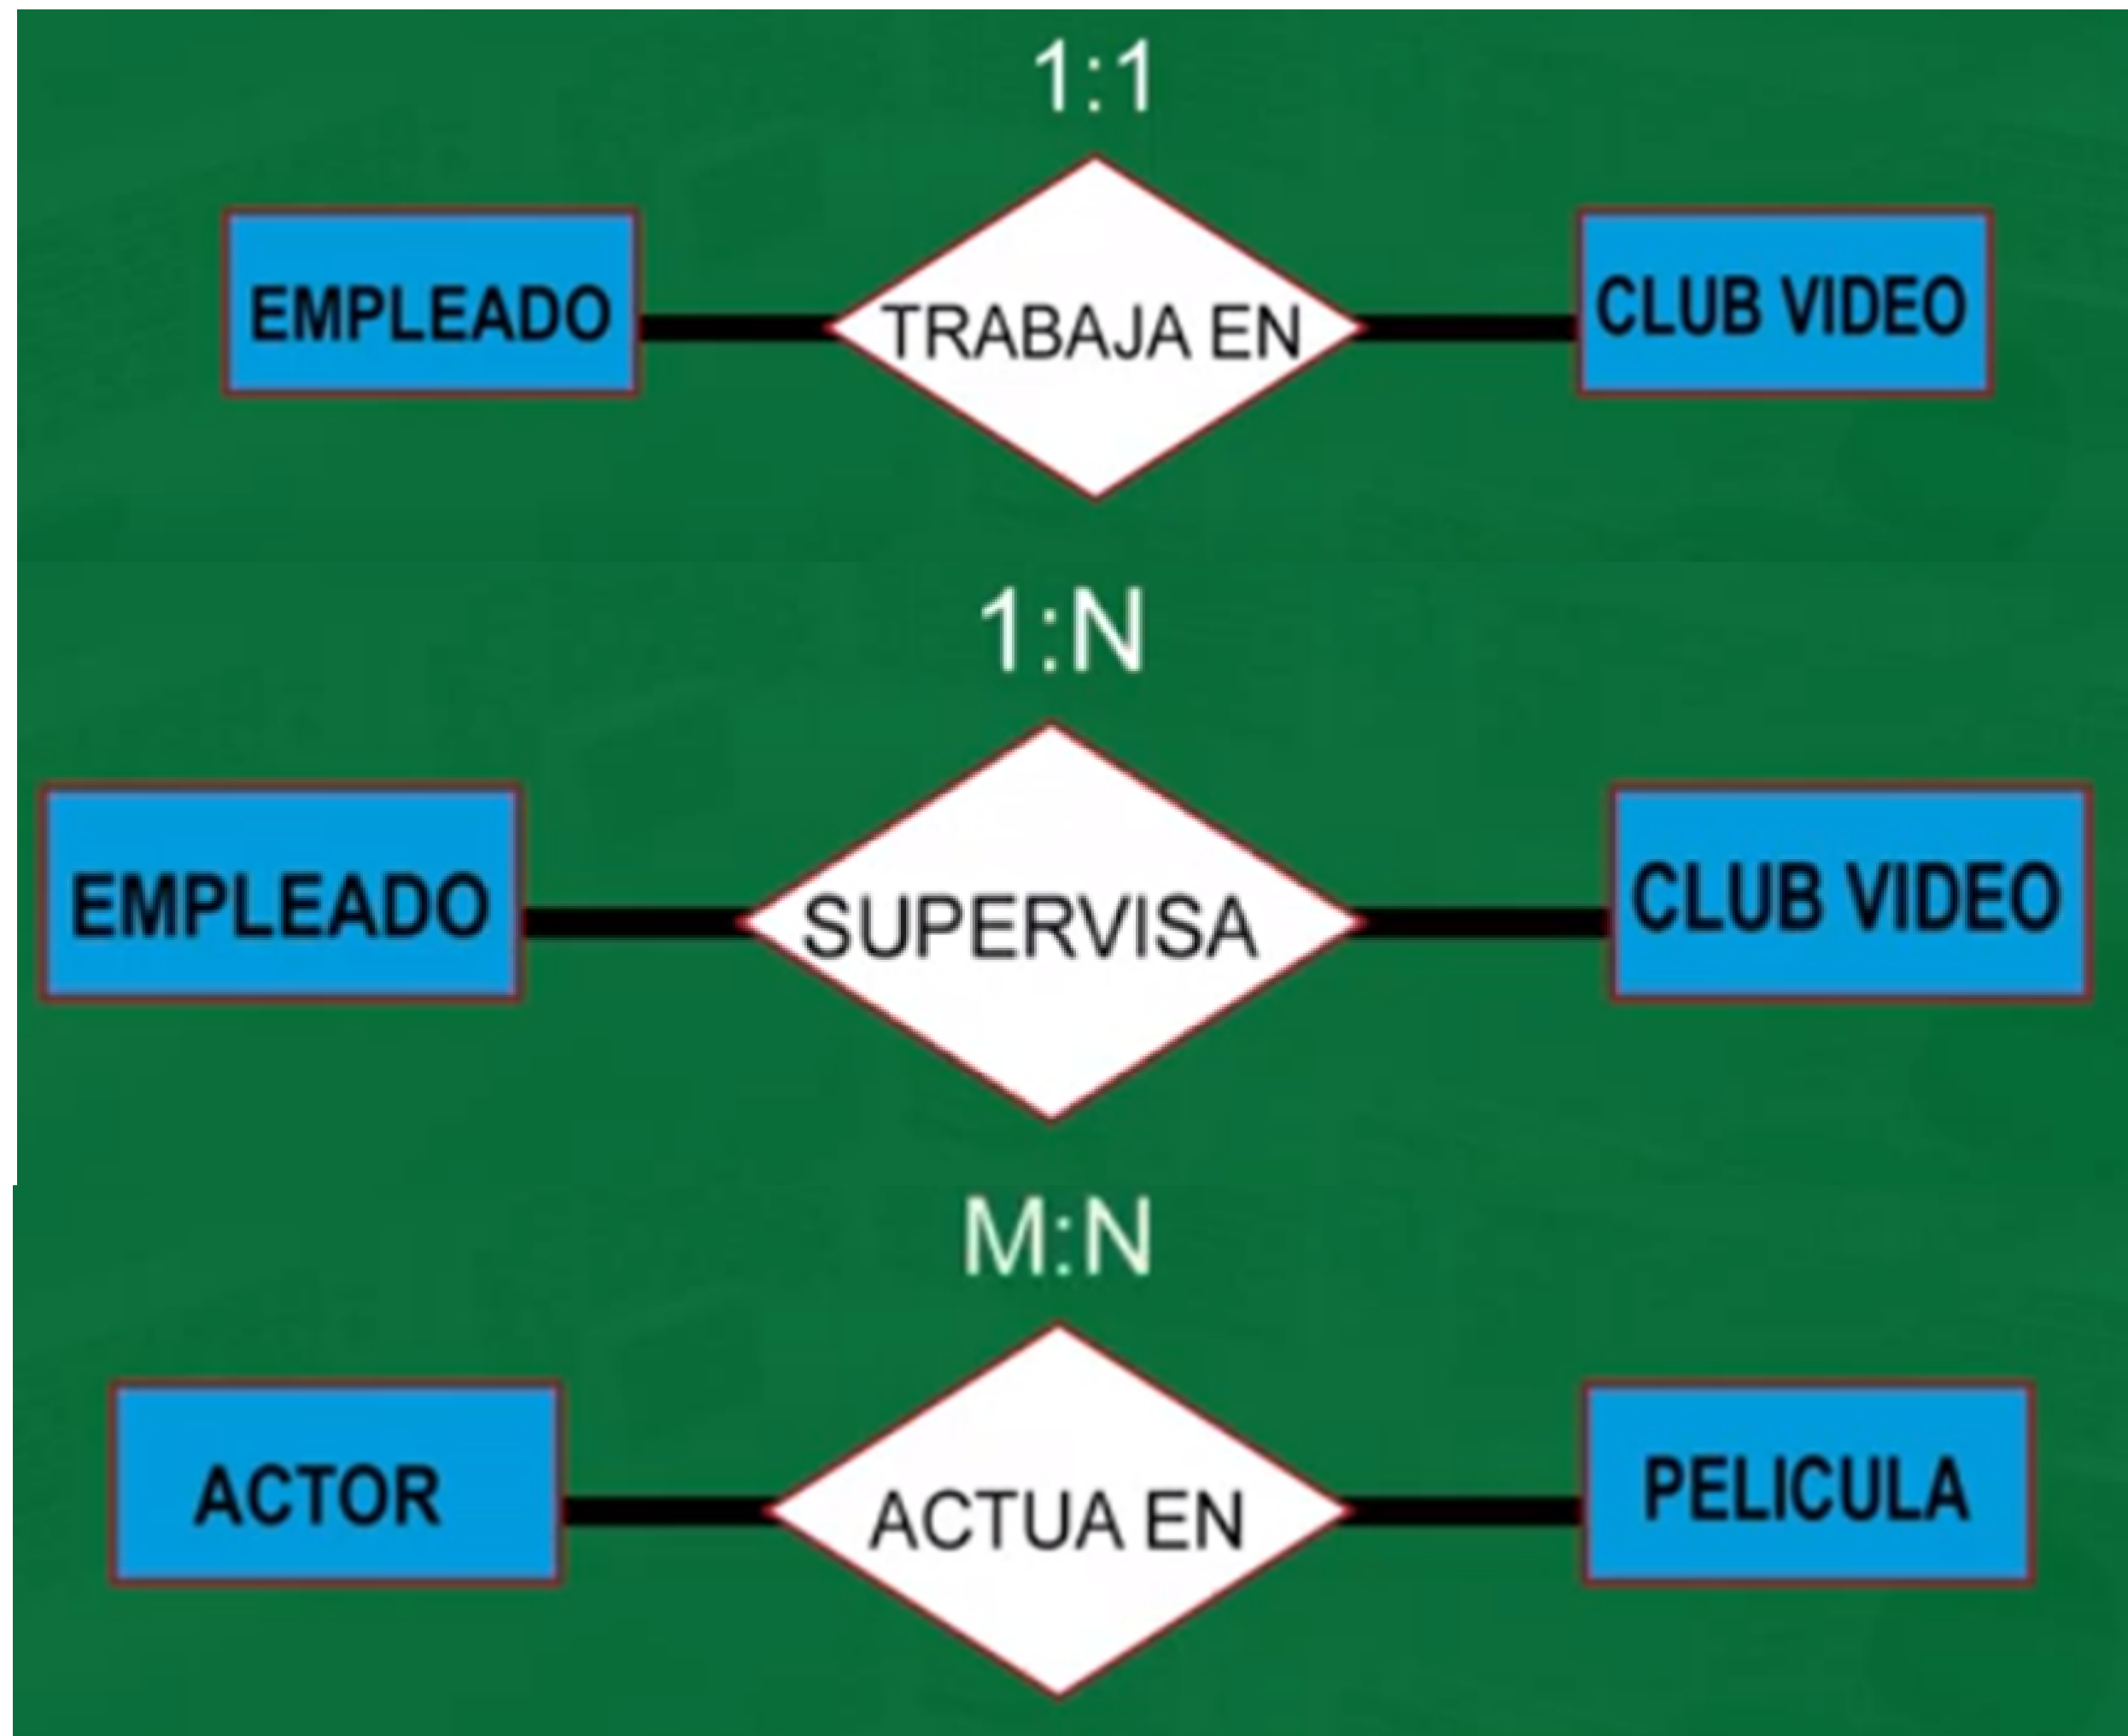 1:1
EMPLEADO
TRABAJA EN
CLUB VIDEO
1:N
EMPLEADO
SUPERVISA
CLUB VIDEO
M:N
ACTOR
ACTUA EN
PELICULA